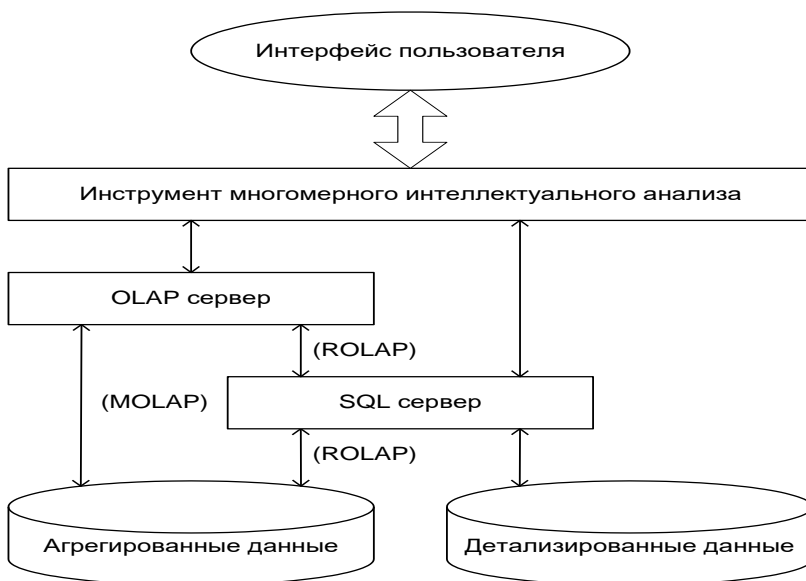 Интерфейс пользователя
Инструмент многомерного интеллектуального анализа
OLAP сервер
(ROLAP)
(MOLAP)
SQL сервер
(ROLAP)
Агрегированные данные
Детализированные данные